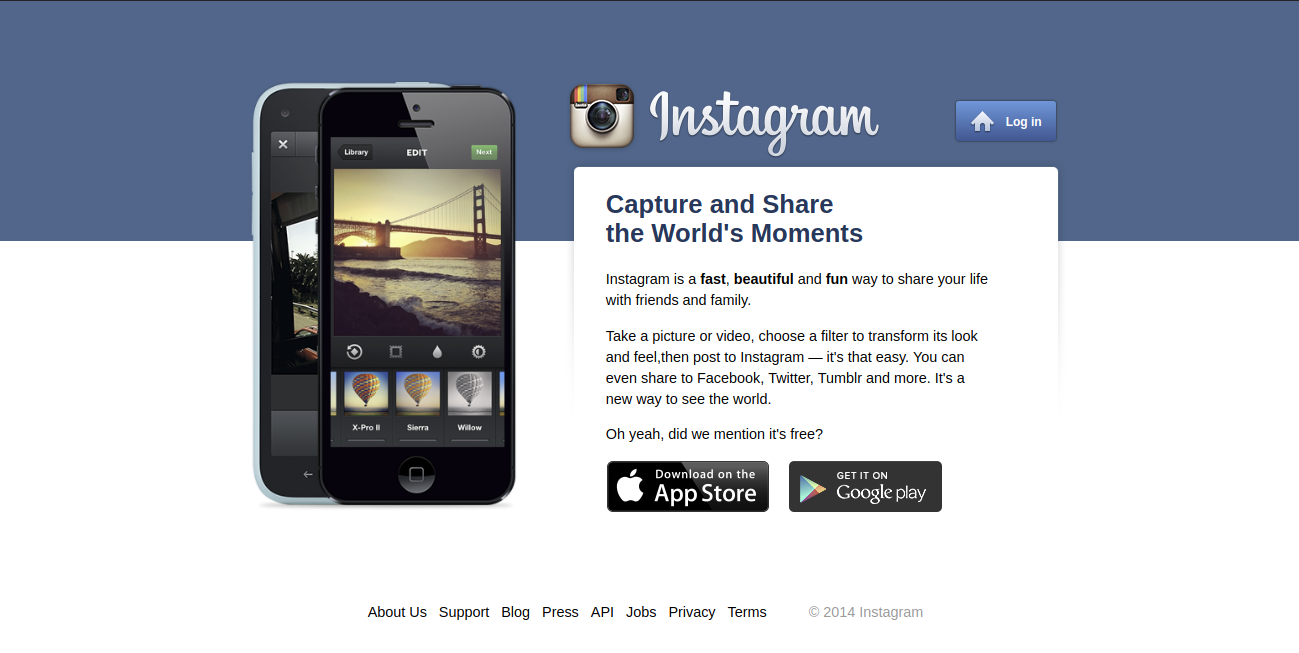 Instagram
Log in
Library
EDIT
Next
X-Pro II
Sierra
Willow
Capture and Share
the World's Moments
Instagram is a fast, beautiful and fun way to share your life
with friends and family.
Take a picture or video, choose a filter to transform its look
and feel,then post to Instagram — it's that easy. You can
even share to Facebook, Twitter, Tumblr and more. It's a
new way to see the world.
Oh yeah, did we mention it's free?
Download on the
App Store
GET IT ON
Google play
About Us Support Blog Press API Jobs Privacy Terms © 2014 Instagram